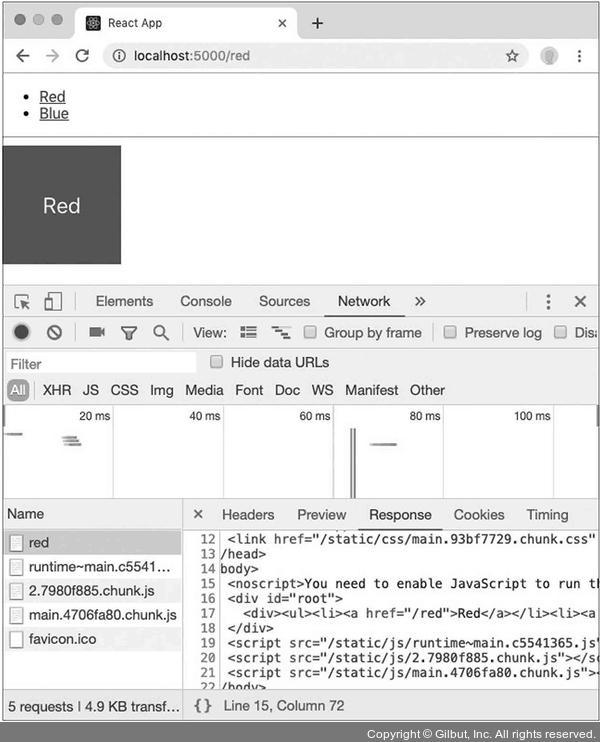 React App
localhost:5000/red
Red
Blue
Red
Elements Console Sources Network
View: Group by frame Preserve log Disa
Filter Hide data URLs
All XHR JS CSS Img Media Font Doc WS Manifest Other
20 ms 40 ms 60 ms 80 ms 100 ms
Name
red
runtime~main.c5541…
2.7980f885.chunk.js
main.4706fa80.chunk.js
favicon.ico
5 requests | 4.9 KB transf…
Headers Preview Response Cookies Timing
12 <link href="/static/css/main.93bf7729.chunk.css"
13 /head>
14 body>
15 <noscript>You need to enable JavaScript to run th
16 <div id="root">
17 <div><ul><li><a href="/red">Red</a></li><li><a
18 </div>
19 <script src="/static/js/runtime~main.c5541365.js"
20 <script src="/static/js/2.7980f885.chunk.js"></sc
21 <script src="/static/js/main.4706fa80.chunk.js"><
22 /body>
{} Line 15, Column 72
Copyright © Gilbut, Inc. All rights reserved.